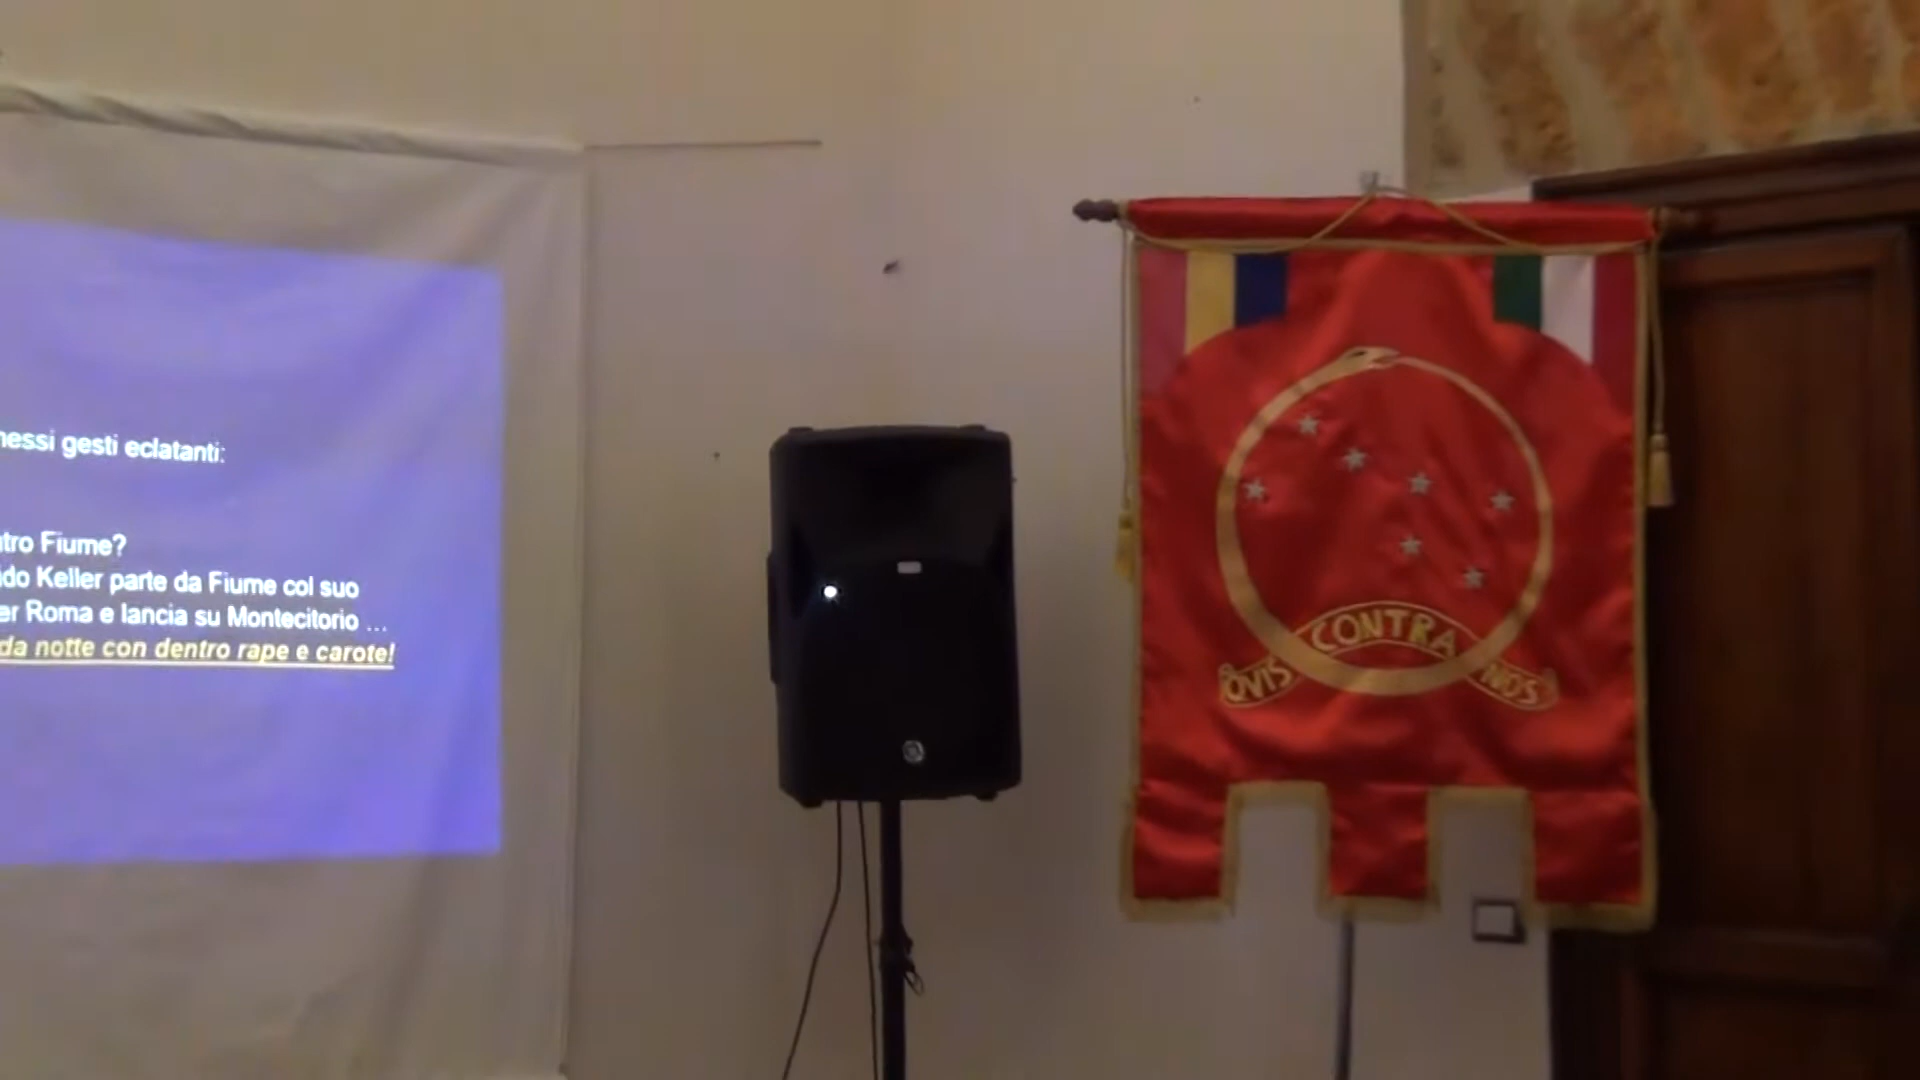 messi gesti eclatanti:
tro Fiume?
ido Keller parte da Fiume col suo
er Roma e lancia su Montecitorio ...
da notte con dentro rape e carote!
QVIS CONTRA NOS